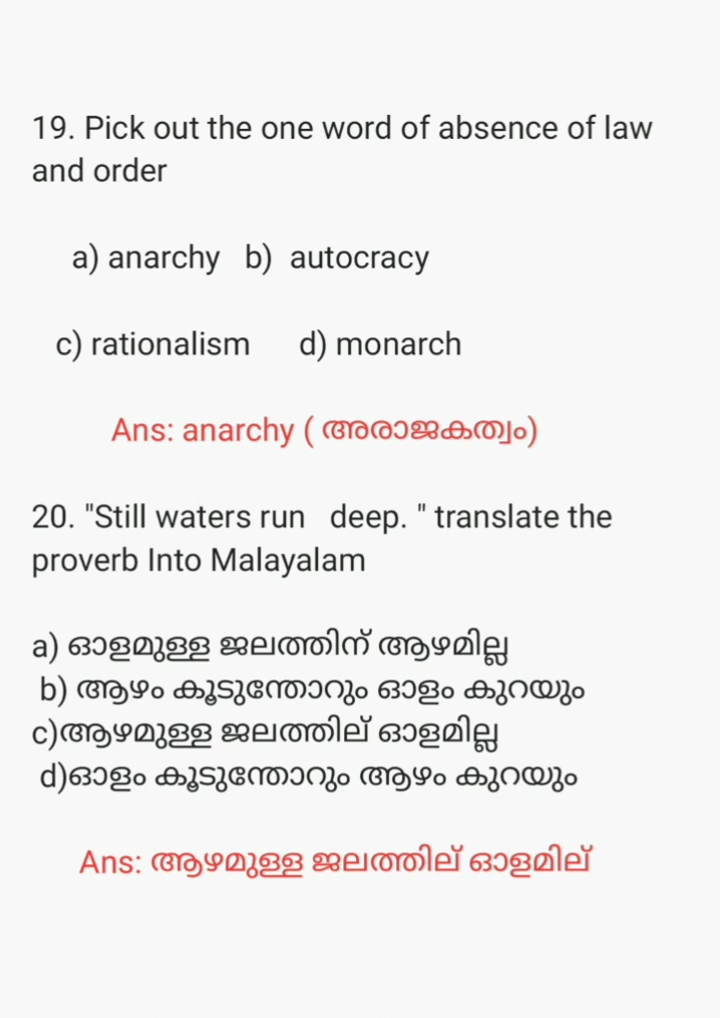 19. Pick out the one word of absence of law
and order
a) anarchy b) autocracy
c) rationalism d) monarch
Ans: anarchy ( അരാജകത്വം)
20. "Still waters run deep. " translate the
proverb Into Malayalam
a) ഓളമുള്ള ജലത്തിന് ആഴമില്ല
b) ആഴം കൂടുന്തോറും ഓളം കുറയും
c)ആഴമുള്ള ജലത്തില് ഓളമില്ല
d)ഓളം കൂടുന്തോറും ആഴം കുറയും
Ans: ആഴമുള്ള ജലത്തില് ഓളമില്